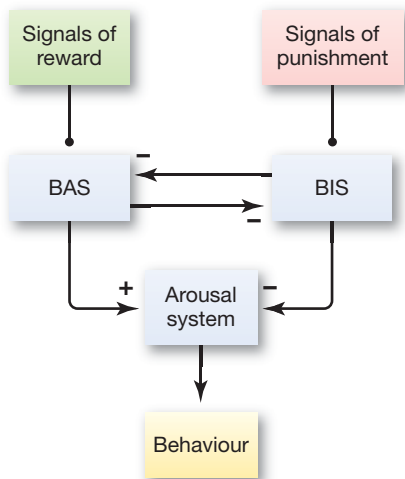 Signals of
reward
Signals of
punishment
–
BAS
BIS
–
+
–
Arousal
system
Behaviour